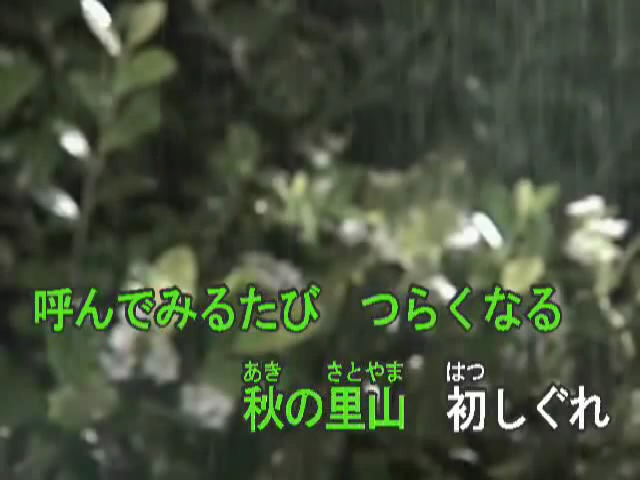 呼んでみるたび　つらくなる
あき　さとやま　はつ
秋の里山　初しぐれ